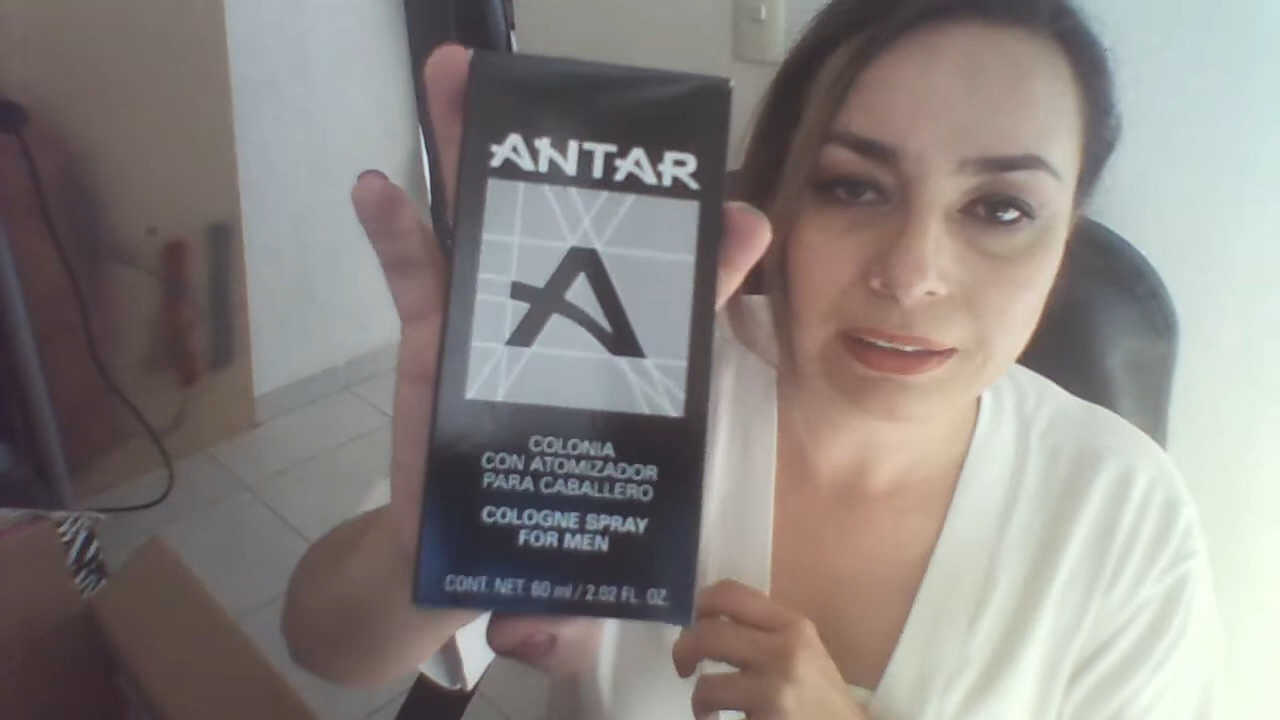 ANTAR
A
COLONIA
CON ATOMIZADOR
PARA CABALLERO
COLOGNE SPRAY
FOR MEN
CONT. NET. 60 ml / 2.02 FL. OZ.